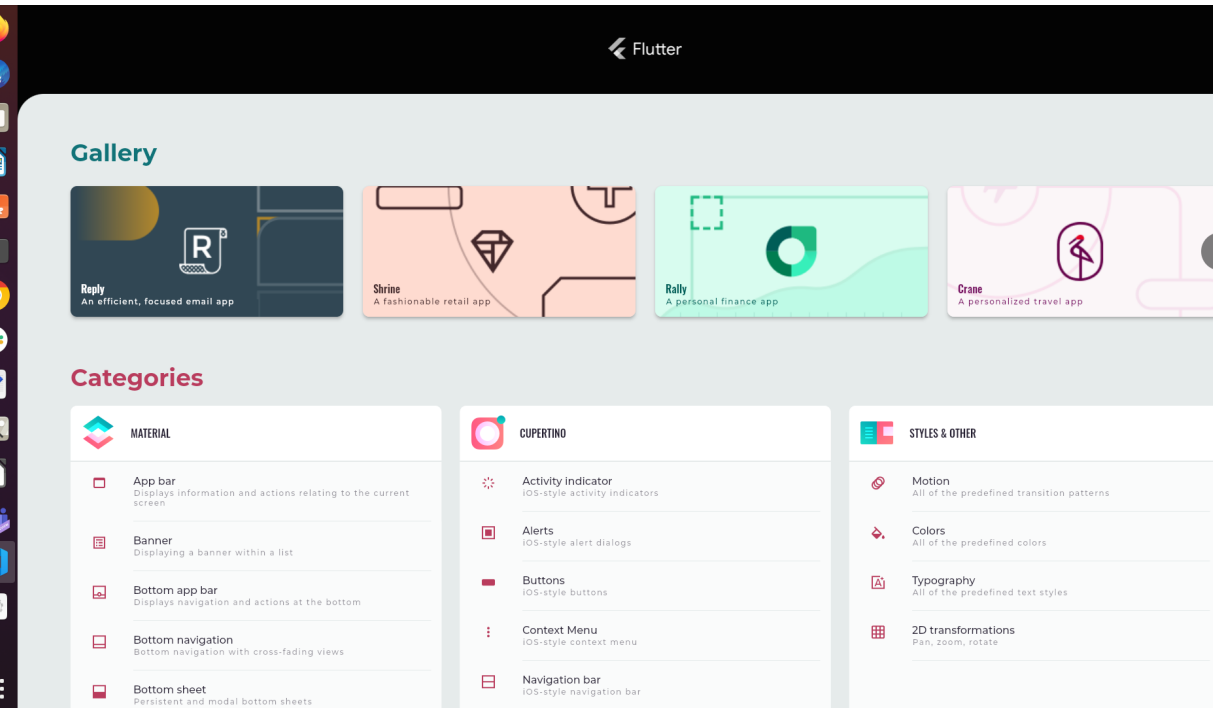 Flutter
Gallery
R
Reply
An efficient, focused email app
Shrine
A fashionable retail app
Rally
A personal finance app
Crane
A personalized travel app
Categories
MATERIAL
App bar
Displays information and actions relating to the current
screen
Banner
Displaying a banner within a list
Bottom app bar
Displays navigation and actions at the bottom
Bottom navigation
Bottom navigation with cross-fading views
Bottom sheet
Persistent and modal bottom sheets
CUPERTINO
Activity indicator
iOS-style activity indicators
Alerts
iOS-style alert dialogs
Buttons
iOS-style buttons
Context Menu
iOS-style context menu
Navigation bar
iOS-style navigation bar
STYLES & OTHER
Motion
All of the predefined transition patterns
Colors
All of the predefined colors
Typography
All of the predefined text styles
2D transformations
Pan, zoom, rotate